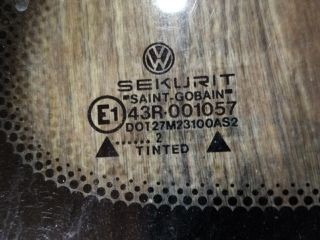 SEKURIT
"SAINT-GOBAIN"
E1 43R-001057
DOT27M23100AS2
......2
TINTED